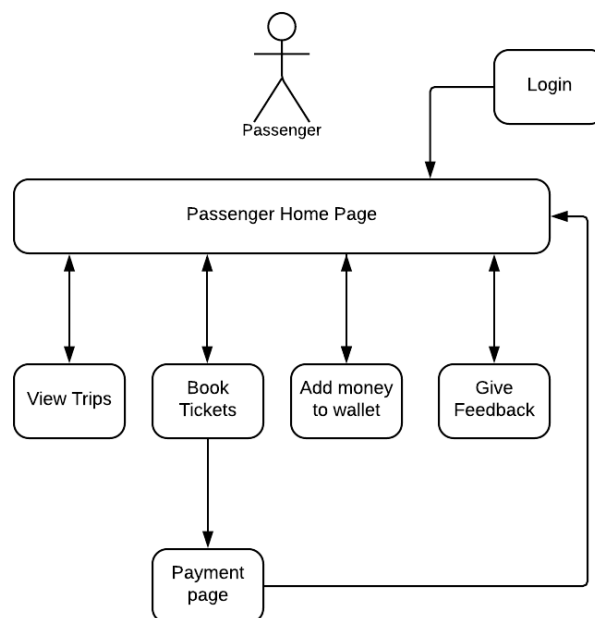 Login
Passenger
Passenger Home Page
View Trips
Book
Tickets
Add money
to wallet
Give
Feedback
Payment
page